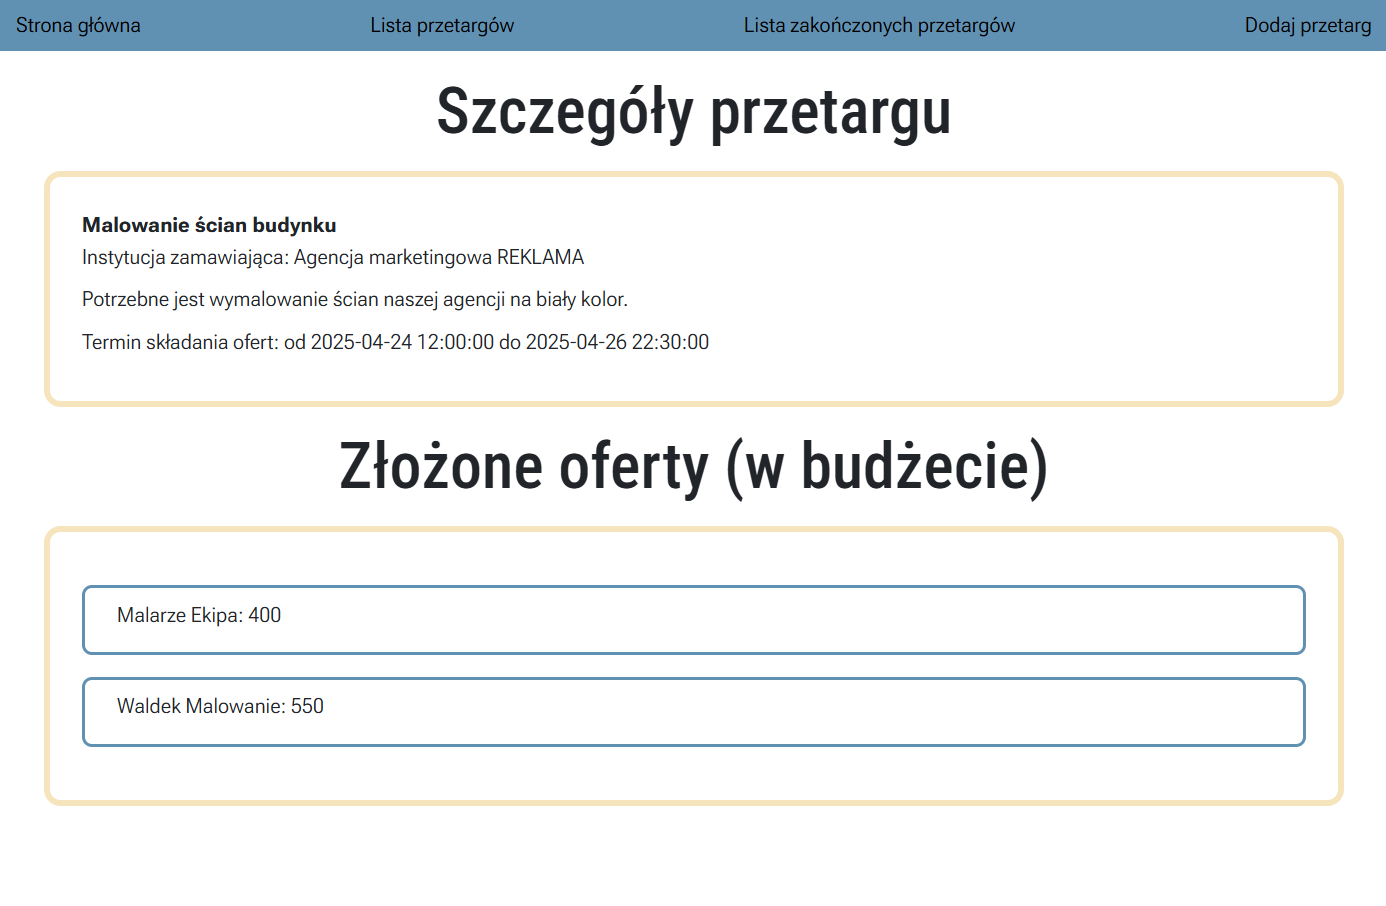 Strona główna
Lista przetargów
Lista zakończonych przetargów
Dodaj przetarg
Szczegóły przetargu
Malowanie ścian budynku
Instytucja zamawiająca: Agencja marketingowa REKLAMA
Potrzebne jest wymalowanie ścian naszej agencji na biały kolor.
Termin składania ofert: od 2025-04-24 12:00:00 do 2025-04-26 22:30:00
Złożone oferty (w budżecie)
Malarze Ekipa: 400
Waldek Malowanie: 550